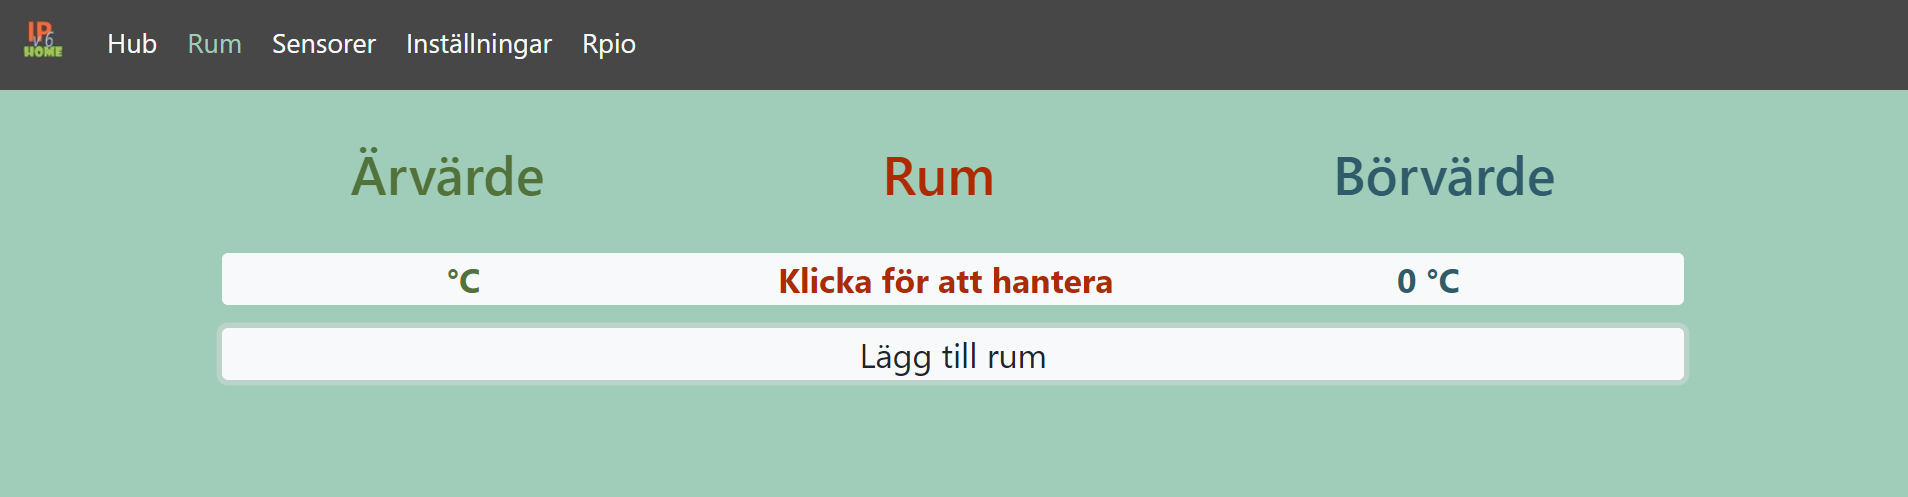 IP
v6
HOME
Hub Rum Sensorer Inställningar Rpio
Ärvärde Rum Börvärde
°C Klicka för att hantera 0 °C
Lägg till rum